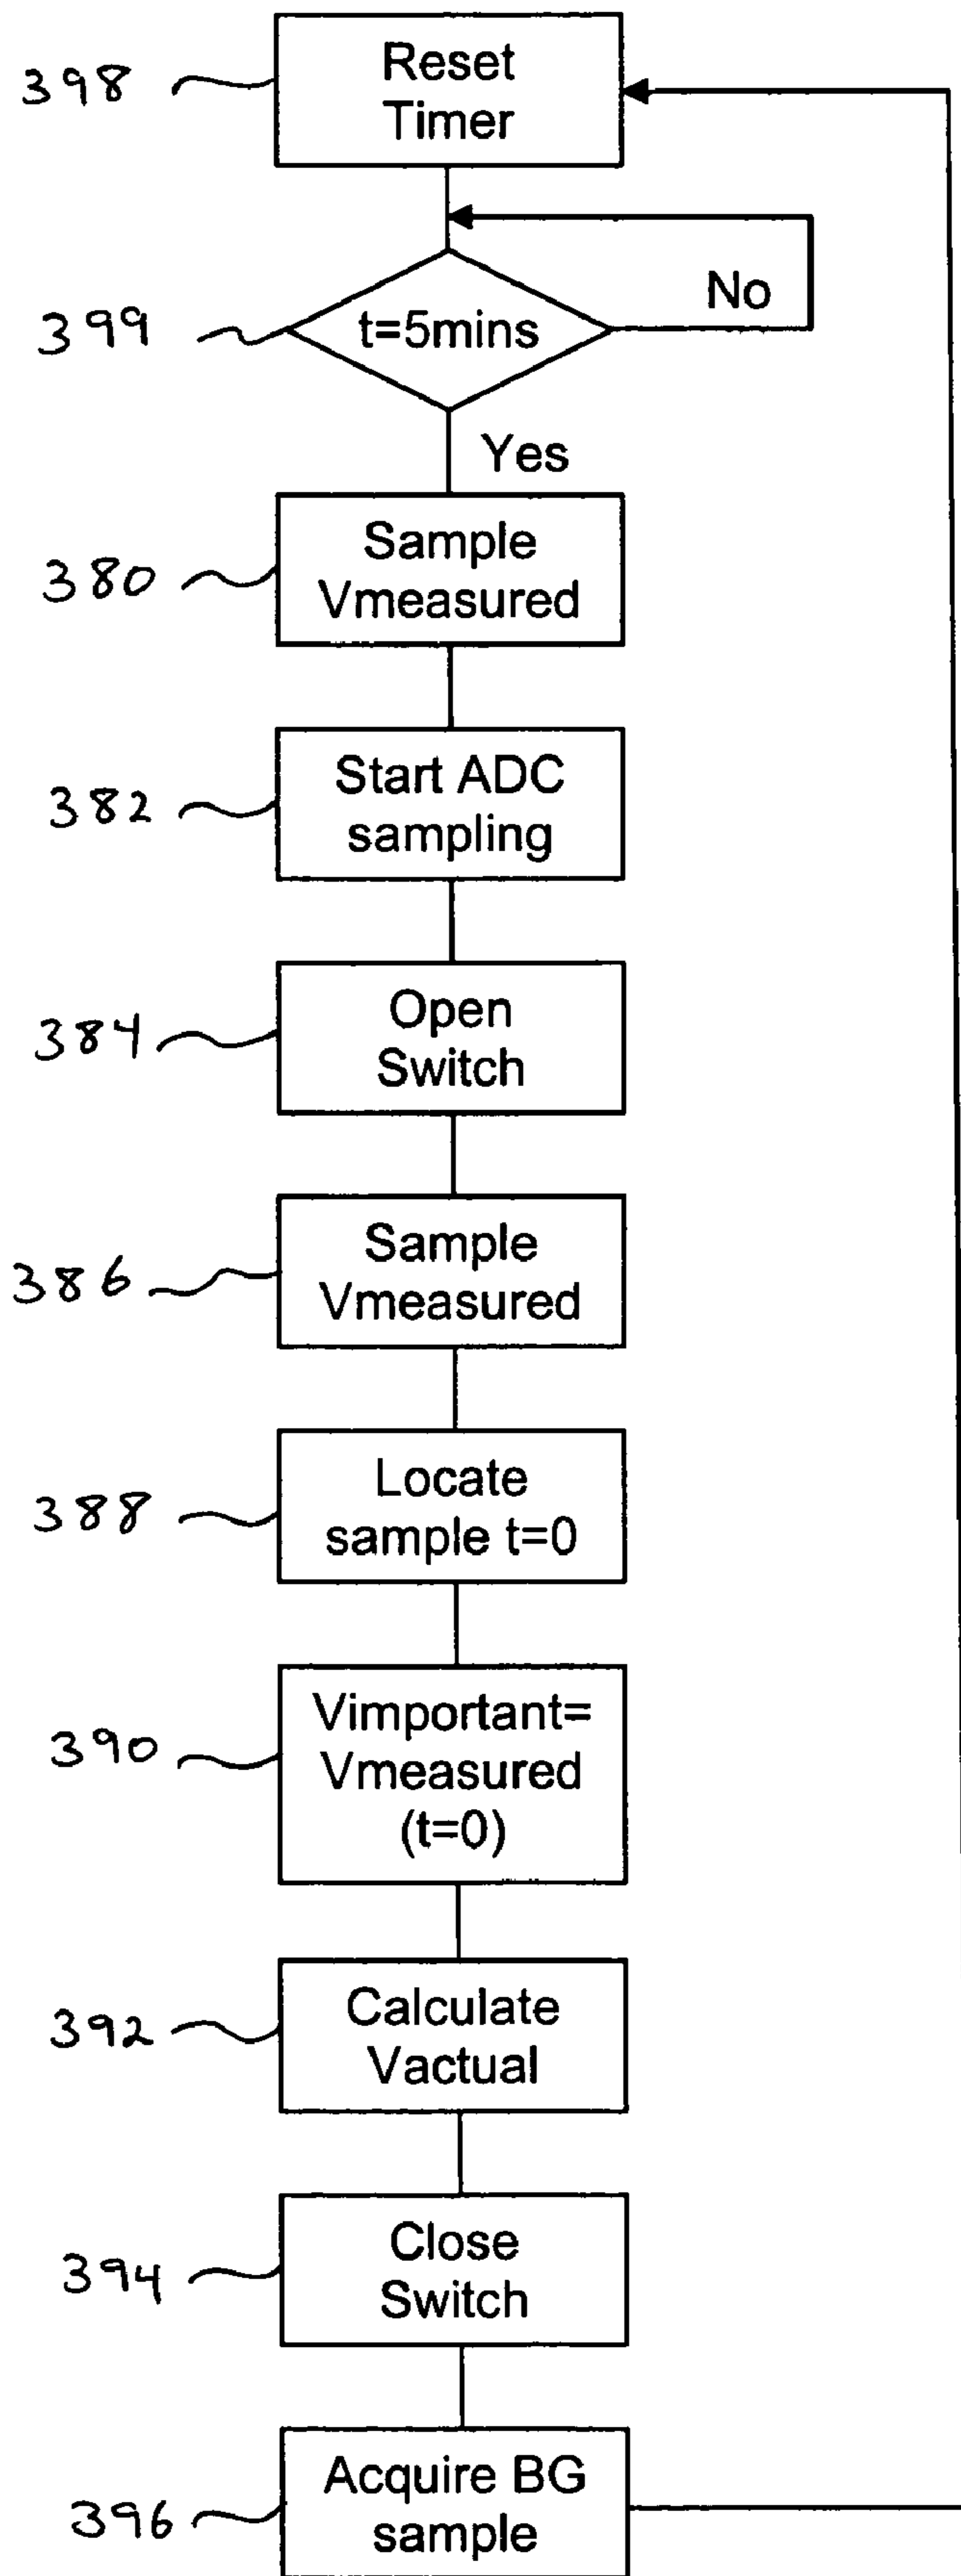 398
Reset
Timer
No
399
t=5mins
Yes
380
Sample
Vmeasured
382
Start ADC
sampling
384
Open
Switch
386
Sample
Vmeasured
388
Locate
sample t=0
390
Vimportant=
Vmeasured
(t=0)
392
Calculate
Vactual
394
Close
Switch
396
Acquire BG
sample